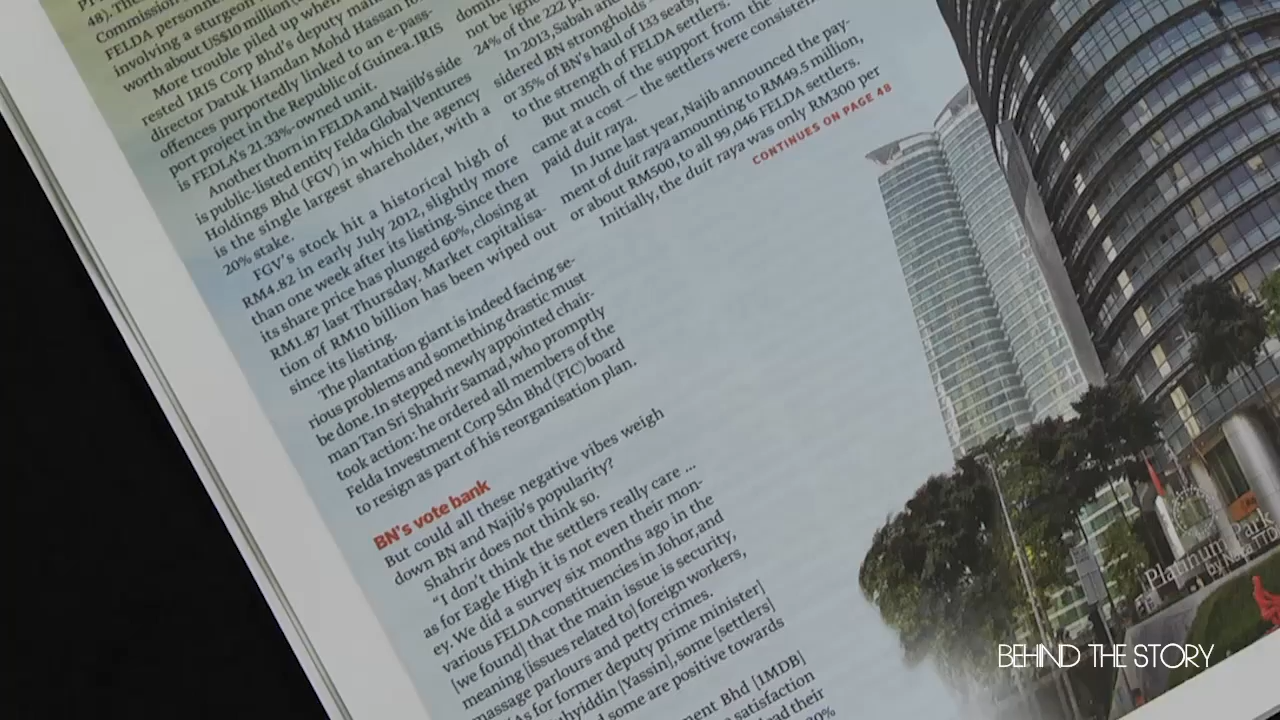 48). The
Commission
FELDA personnel
involving a sturgeon
worth about US$10 million (
More trouble piled up when
rested IRIS Corp Bhd's deputy man
director Datuk Hamdan Mohd Hassan fo
offences purportedly linked to an e-pass-
port project in the Republic of Guinea. IRIS
is FEDLA's 21.33%-owned unit.
Another thorn in FELDA and Najib's side
is public-listed entity Felda Global Ventures
Holdings Bhd (FGV) in which the agency
is the single largest shareholder, with a
20% stake.
FGV's stock hit a historical high of
RM4.82 in early July 2012, slightly more
than one week after its listing. Since then
its share price has plunged 60%, closing at
RM1.87 last Thursday. Market capitalisa-
tion of RM10 billion has been wiped out
since its listing.
The plantation giant is indeed facing se-
rious problems and something drastic must
be done. In stepped newly appointed chair-
man Tan Sri Shahrir Samad, who promptly
took action: he ordered all members of the
Felda Investment Corp Sdn Bhd (FIC) board
to resign as part of his reorganisation plan.
BN's vote bank
But could all these negative vibes weigh
down BN and Najib's popularity?
Shahrir does not think so.
"I don't think the settlers really care ...
as for Eagle High it is not even their mon-
ey. We did a survey six months ago in the
various FELDA constituencies in Johor, and
[we found] that the main issue is security,
meaning [issues related to] foreign workers,
massage parlours and petty crimes.
As for former deputy prime minister]
hyiddin [Yassin], some [settlers]
d some are positive towards
ment Bhd [1MDB]
e satisfaction
domin
not be ign
24% of the 222 p
In 2013, Sabah and
sidered BN strongholds
or 35% of BN's haul of 133 seats,
to the strength of FELDA settlers.
But much of the support from the
came at a cost — the settlers were consisten
paid duit raya.
In June last year, Najib announced the pay-
ment of duit raya amounting to RM49.5 million,
or about RM500, to all 99,046 FELDA settlers.
Initially, the duit raya was only RM300 per
CONTINUES ON PAGE 48
Platinum Park
by Naza TTDI
BEHIND THE STORY